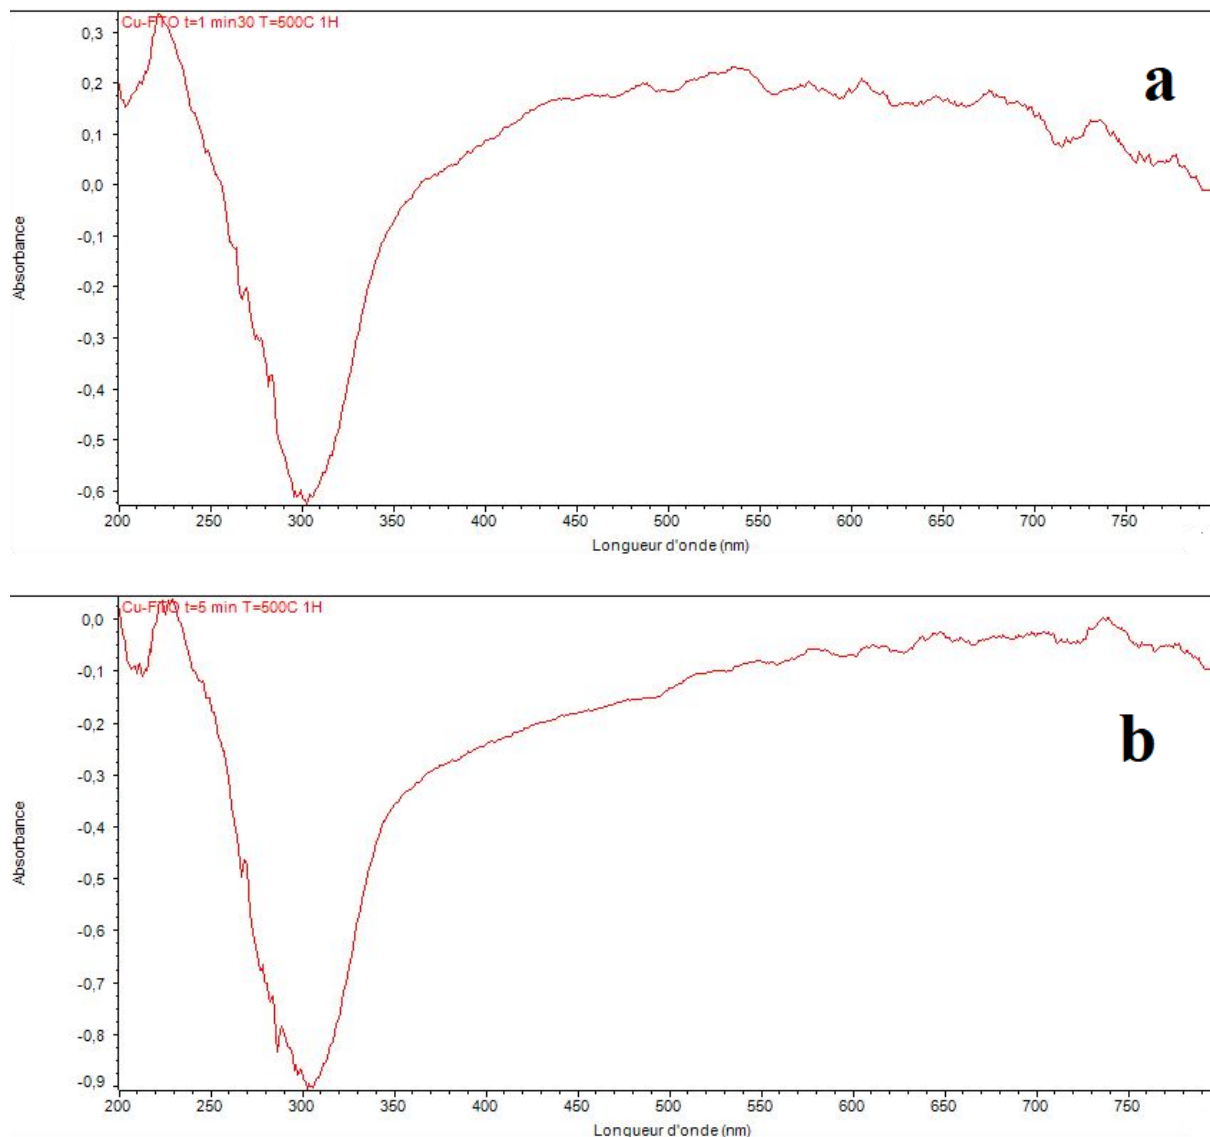 Cu-FTO t=1 min30 T=500C 1H
a
0,3
0,2
0,1
0,0
-0,1
-0,2
-0,3
-0,4
-0,5
-0,6
Absorbance
200 250 300 350 400 450 500 550 600 650 700 750
Longueur d'onde (nm)
Cu-FTO t=5 min T=500C 1H
b
0,0
-0,1
-0,2
-0,3
-0,4
-0,5
-0,6
-0,7
-0,8
-0,9
Absorbance
200 250 300 350 400 450 500 550 600 650 700 750
Longueur d'onde (nm)